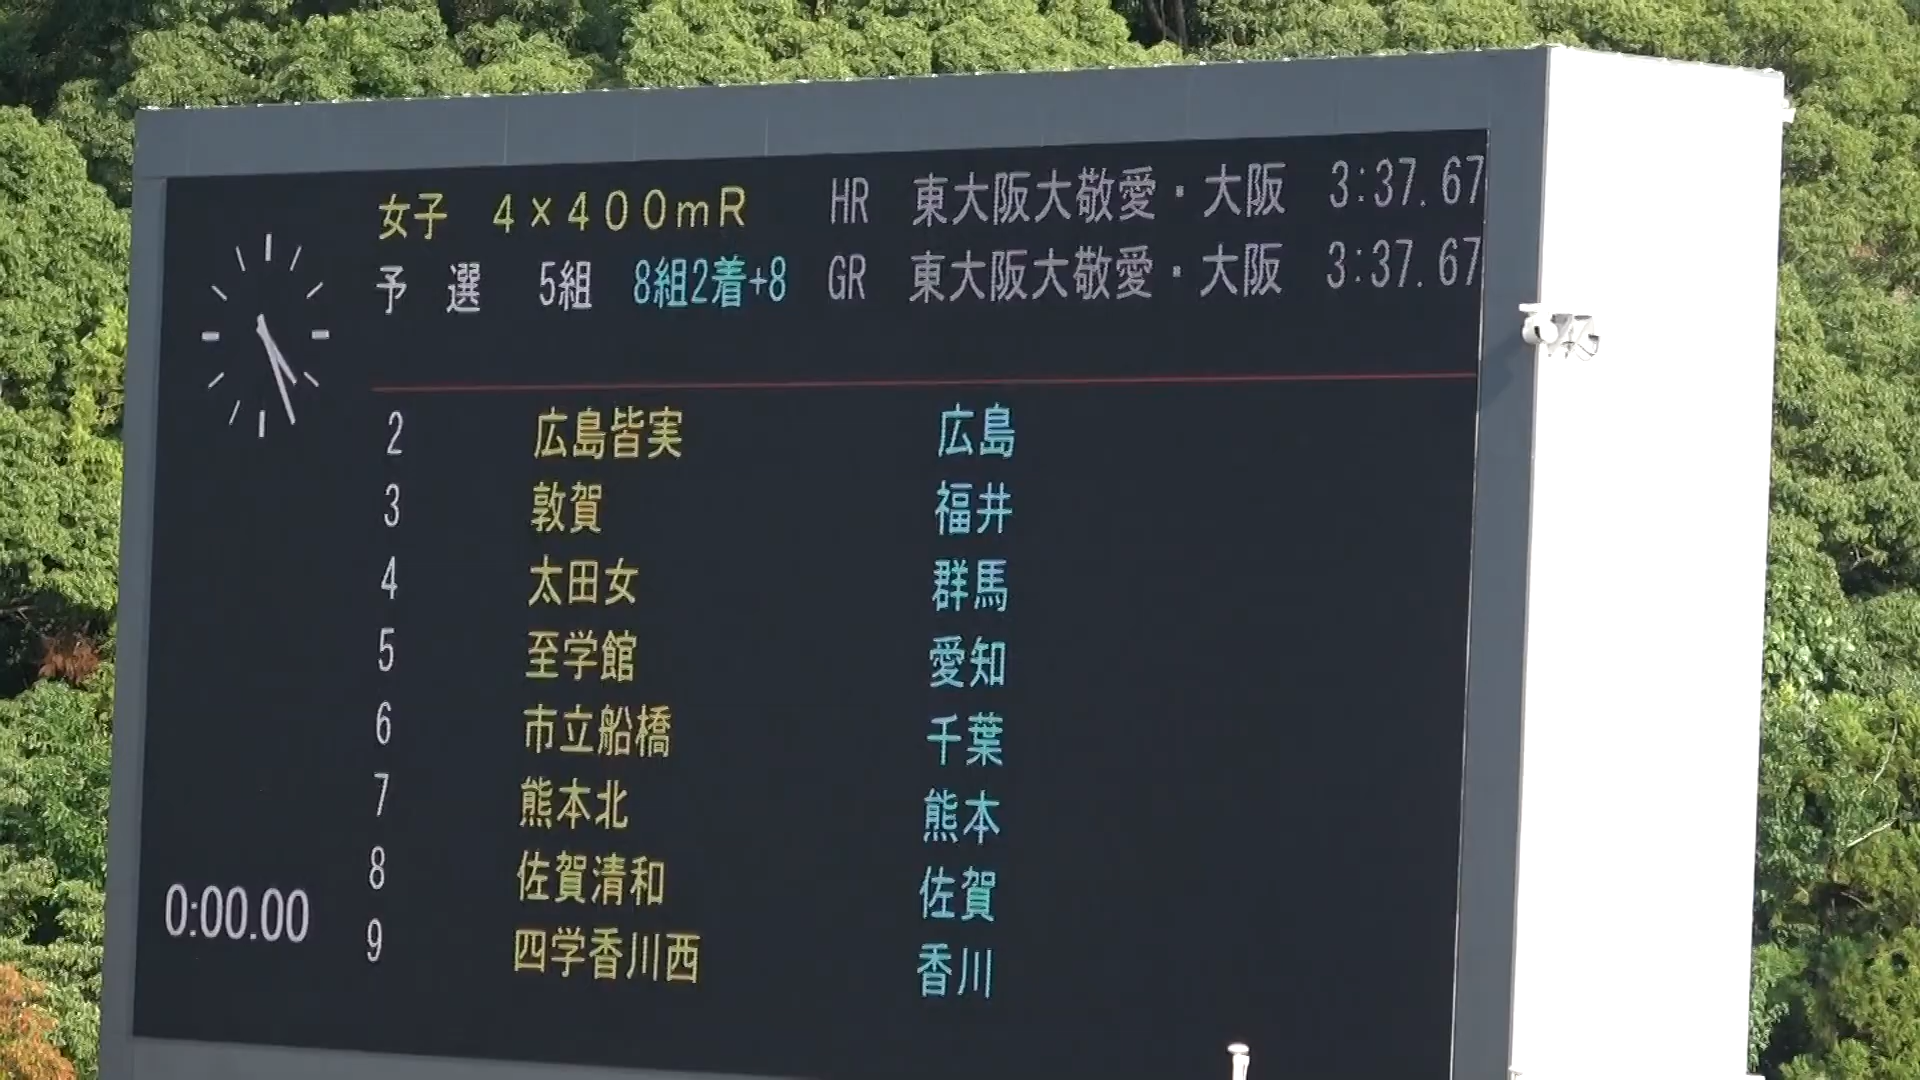 女子 4×400mR HR 東大阪大敬愛・大阪 3:37.67
予 選 5組 8組2着+8 GR 東大阪大敬愛・大阪 3:37.67
2 広島皆実 広島
3 敦賀 福井
4 太田女 群馬
5 至学館 愛知
6 市立船橋 千葉
7 熊本北 熊本
8 佐賀清和 佐賀
9 四学香川西 香川
0:00.00